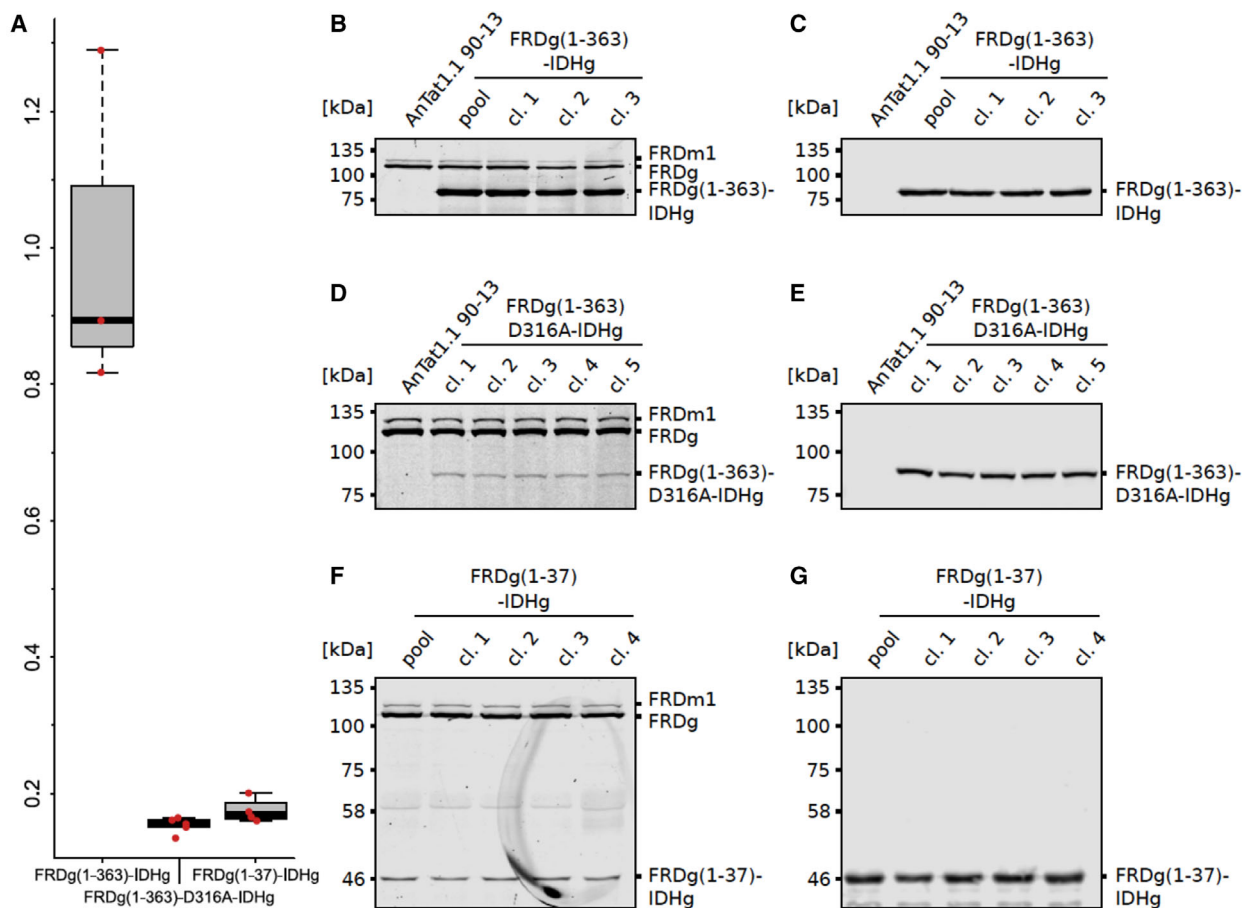 A
1.2
1.0
0.8
0.6
0.4
0.2
FRDg(1-363)-IDHg
FRDg(1-37)-IDHg
FRDg(1-363)-D316A-IDHg
B
AnTat1.1 90-13
FRDg(1-363)
-IDHg
pool
cl. 1
cl. 2
cl. 3
[kDa]
135
100
75
FRDm1
FRDg
FRDg(1-363)-
IDHg
C
AnTat1.1 90-13
FRDg(1-363)
-IDHg
pool
cl. 1
cl. 2
cl. 3
[kDa]
135
100
75
FRDg(1-363)-
IDHg
D
AnTat1.1 90-13
FRDg(1-363)
D316A-IDHg
cl. 1
cl. 2
cl. 3
cl. 4
cl. 5
[kDa]
135
100
75
FRDm1
FRDg
FRDg(1-363)-
D316A-IDHg
E
AnTat1.1 90-13
FRDg(1-363)
D316A-IDHg
cl. 1
cl. 2
cl. 3
cl. 4
cl. 5
[kDa]
135
100
75
FRDg(1-363)-
D316A-IDHg
F
FRDg(1-37)
-IDHg
pool
cl. 1
cl. 2
cl. 3
cl. 4
[kDa]
135
100
75
58
46
FRDm1
FRDg
FRDg(1-37)-
IDHg
G
FRDg(1-37)
-IDHg
pool
cl. 1
cl. 2
cl. 3
cl. 4
[kDa]
135
100
75
58
46
FRDg(1-37)-
IDHg